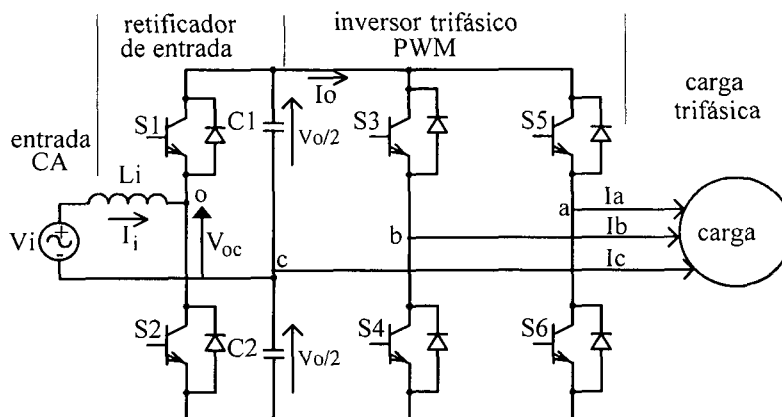 retificador
de entrada
inversor trifásico
PWM
carga
trifásica
entrada
CA
Io
S1
C1
Vo/2
S3
S5
Li
o
a
Ia
Vi
+
-
Ii
Voc
b
Ib
carga
c
Ic
S2
C2
Vo/2
S4
S6